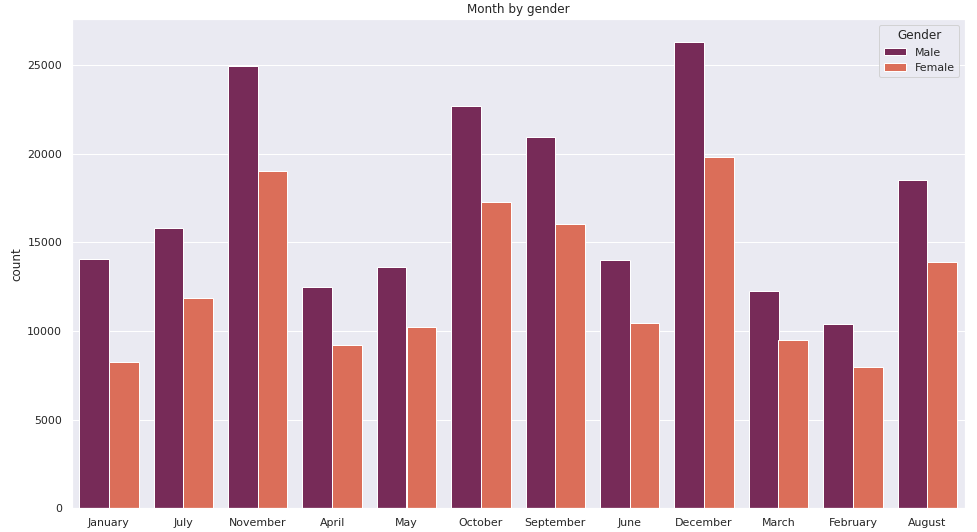 Month by gender
Gender
Male
Female
count
25000
20000
15000
10000
5000
0
January July November April May October September June December March February August